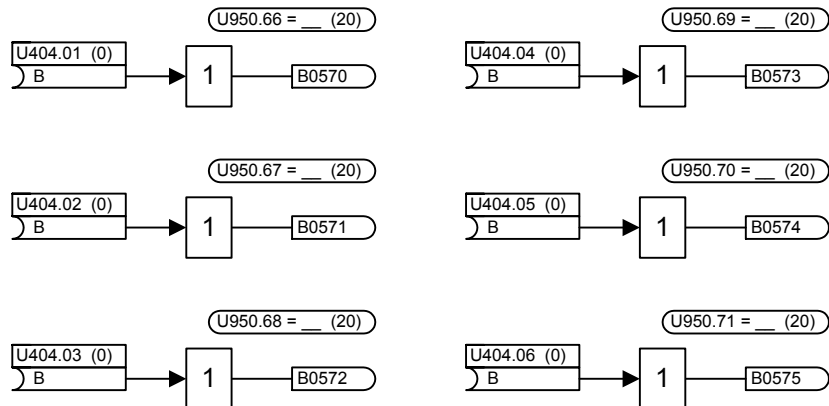 U950.66 = __ (20)
U404.01 (0)
B
1
B0570
U950.69 = __ (20)
U404.04 (0)
B
1
B0573
U950.67 = __ (20)
U404.02 (0)
B
1
B0571
U950.70 = __ (20)
U404.05 (0)
B
1
B0574
U950.68 = __ (20)
U404.03 (0)
B
1
B0572
U950.71 = __ (20)
U404.06 (0)
B
1
B0575